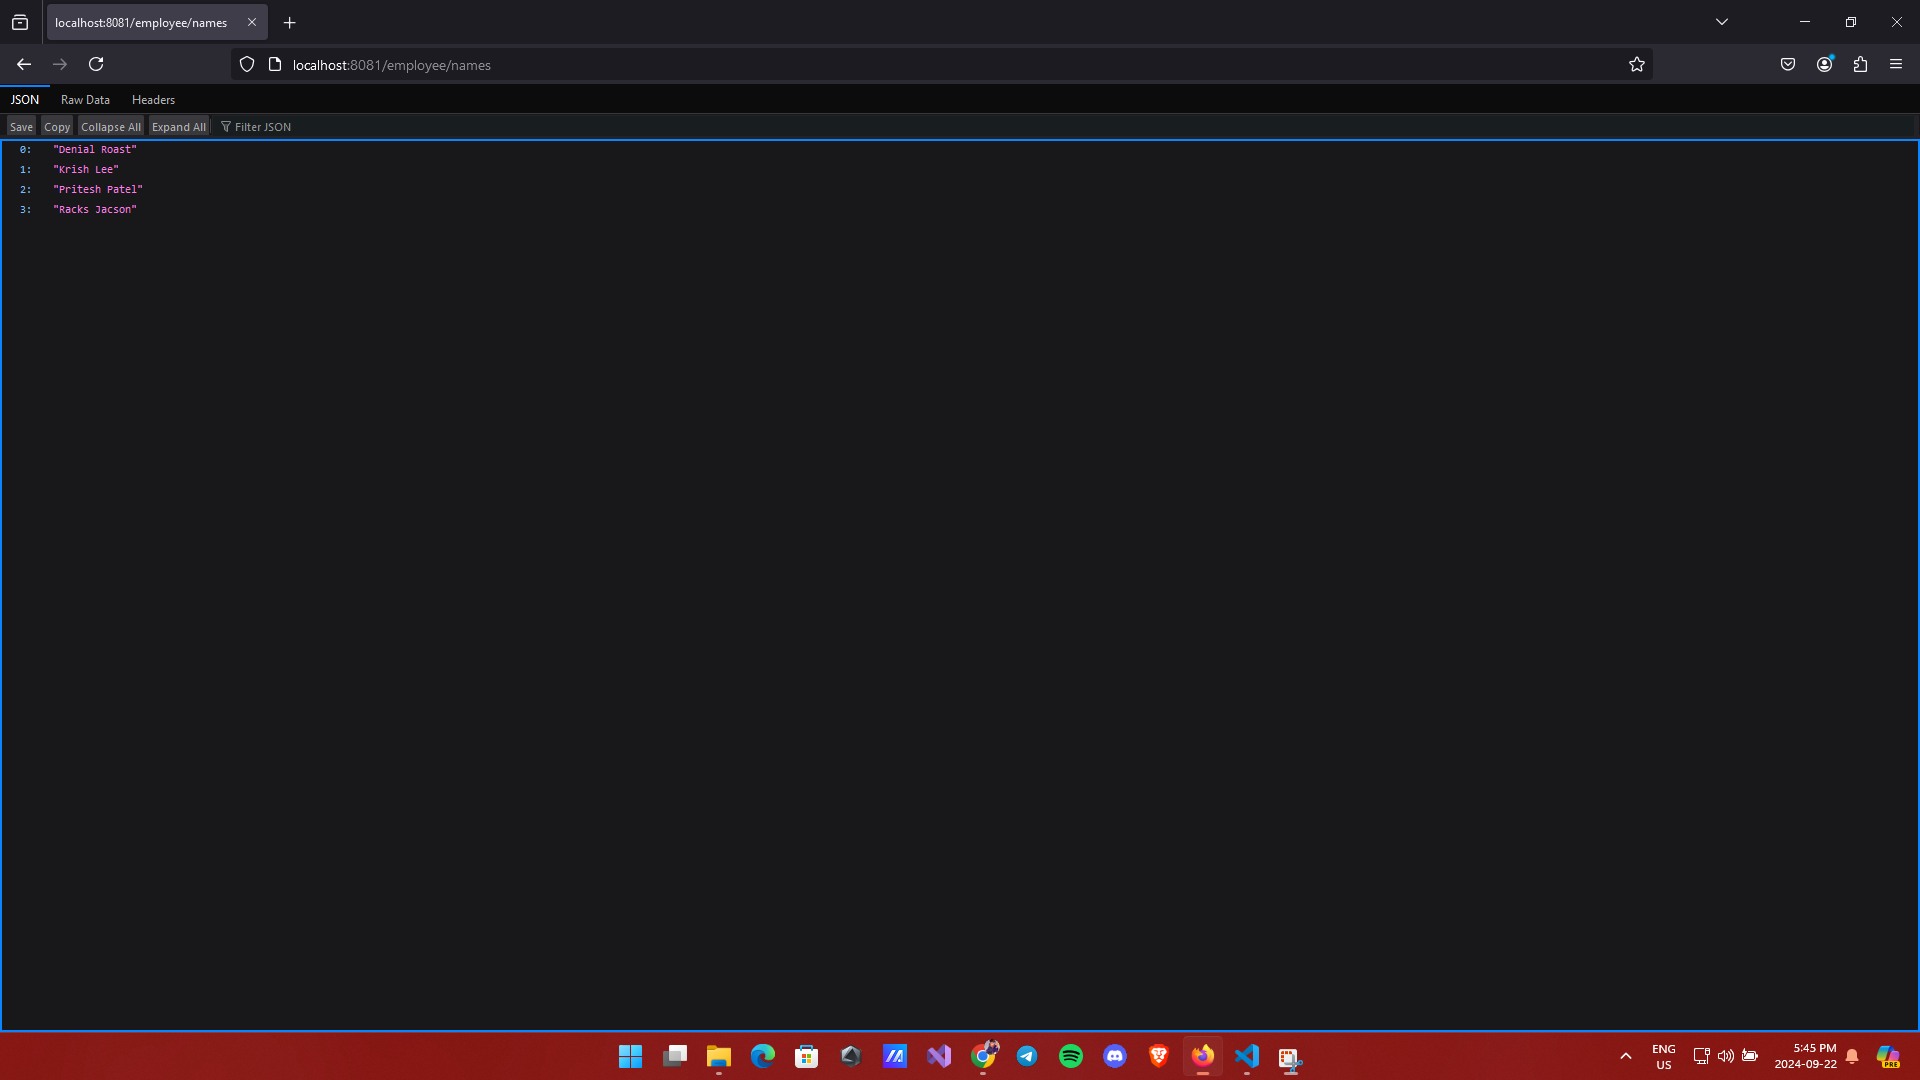 localhost:8081/employee/names
localhost:8081/employee/names
JSON Raw Data Headers
Save Copy Collapse All Expand All Filter JSON
0: "Denial Roast"
1: "Krish Lee"
2: "Pritesh Patel"
3: "Racks Jacson"
ENG
US
5:45 PM
2024-09-22
PRE